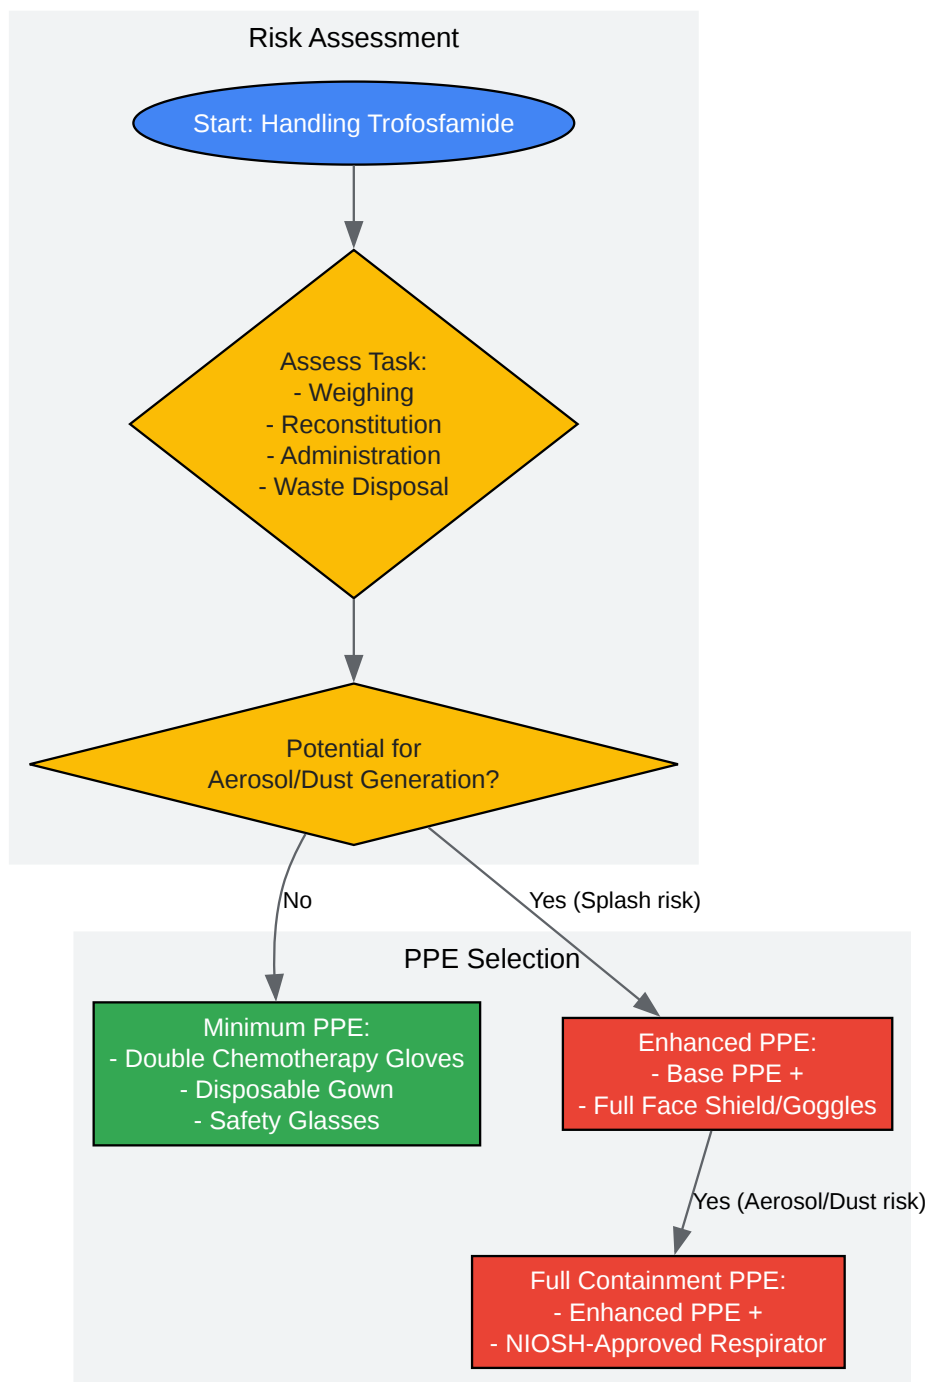 Risk Assessment
Start: Handling Trofosfamide
Assess Task:
- Weighing
- Reconstitution
- Administration
- Waste Disposal
Potential for
Aerosol/Dust Generation?
No
Yes (Splash risk)
PPE Selection
Minimum PPE:
- Double Chemotherapy Gloves
- Disposable Gown
- Safety Glasses
Enhanced PPE:
- Base PPE +
- Full Face Shield/Goggles
Yes (Aerosol/Dust risk)
Full Containment PPE:
- Enhanced PPE +
- NIOSH-Approved Respirator